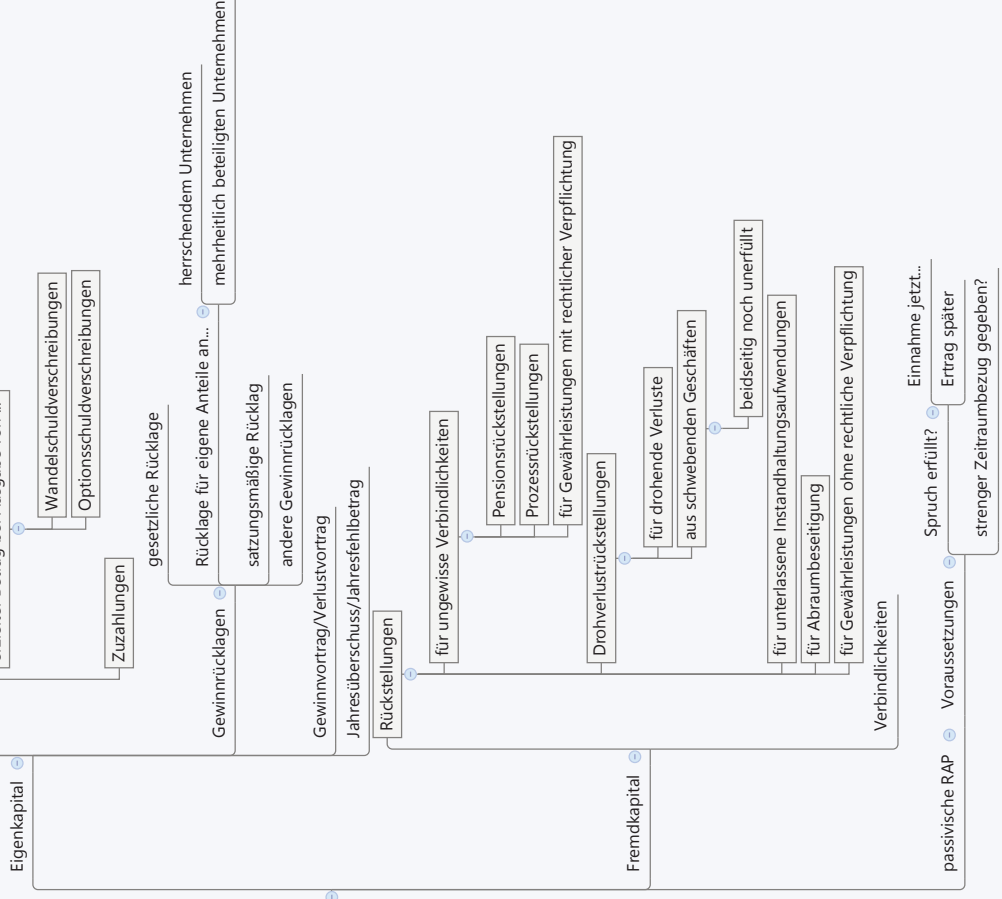 Wandelschuldverschreibungen
Optionsschuldverschreibungen
Zuzahlungen
Eigenkapital
Gewinnrücklagen
gesetzliche Rücklage
Rücklage für eigene Anteile an...
herrschendem Unternehmen
mehrheitlich beteiligten Unternehmen
satzungsmäßige Rücklag
andere Gewinnrücklagen
Gewinnvortrag/Verlustvortrag
Jahresüberschuss/Jahresfehlbetrag
Fremdkapital
Rückstellungen
für ungewisse Verbindlichkeiten
Pensionsrückstellungen
Prozessrückstellungen
für Gewährleistungen mit rechtlicher Verpflichtung
Drohverlustrückstellungen
für drohende Verluste
aus schwebenden Geschäften
beidseitig noch unerfüllt
für unterlassene Instandhaltungsaufwendungen
für Abraumbeseitigung
für Gewährleistungen ohne rechtliche Verpflichtung
Verbindlichkeiten
passivische RAP
Voraussetzungen
Spruch erfüllt?
Einnahme jetzt...
Ertrag später
strenger Zeitraumbezug gegeben?